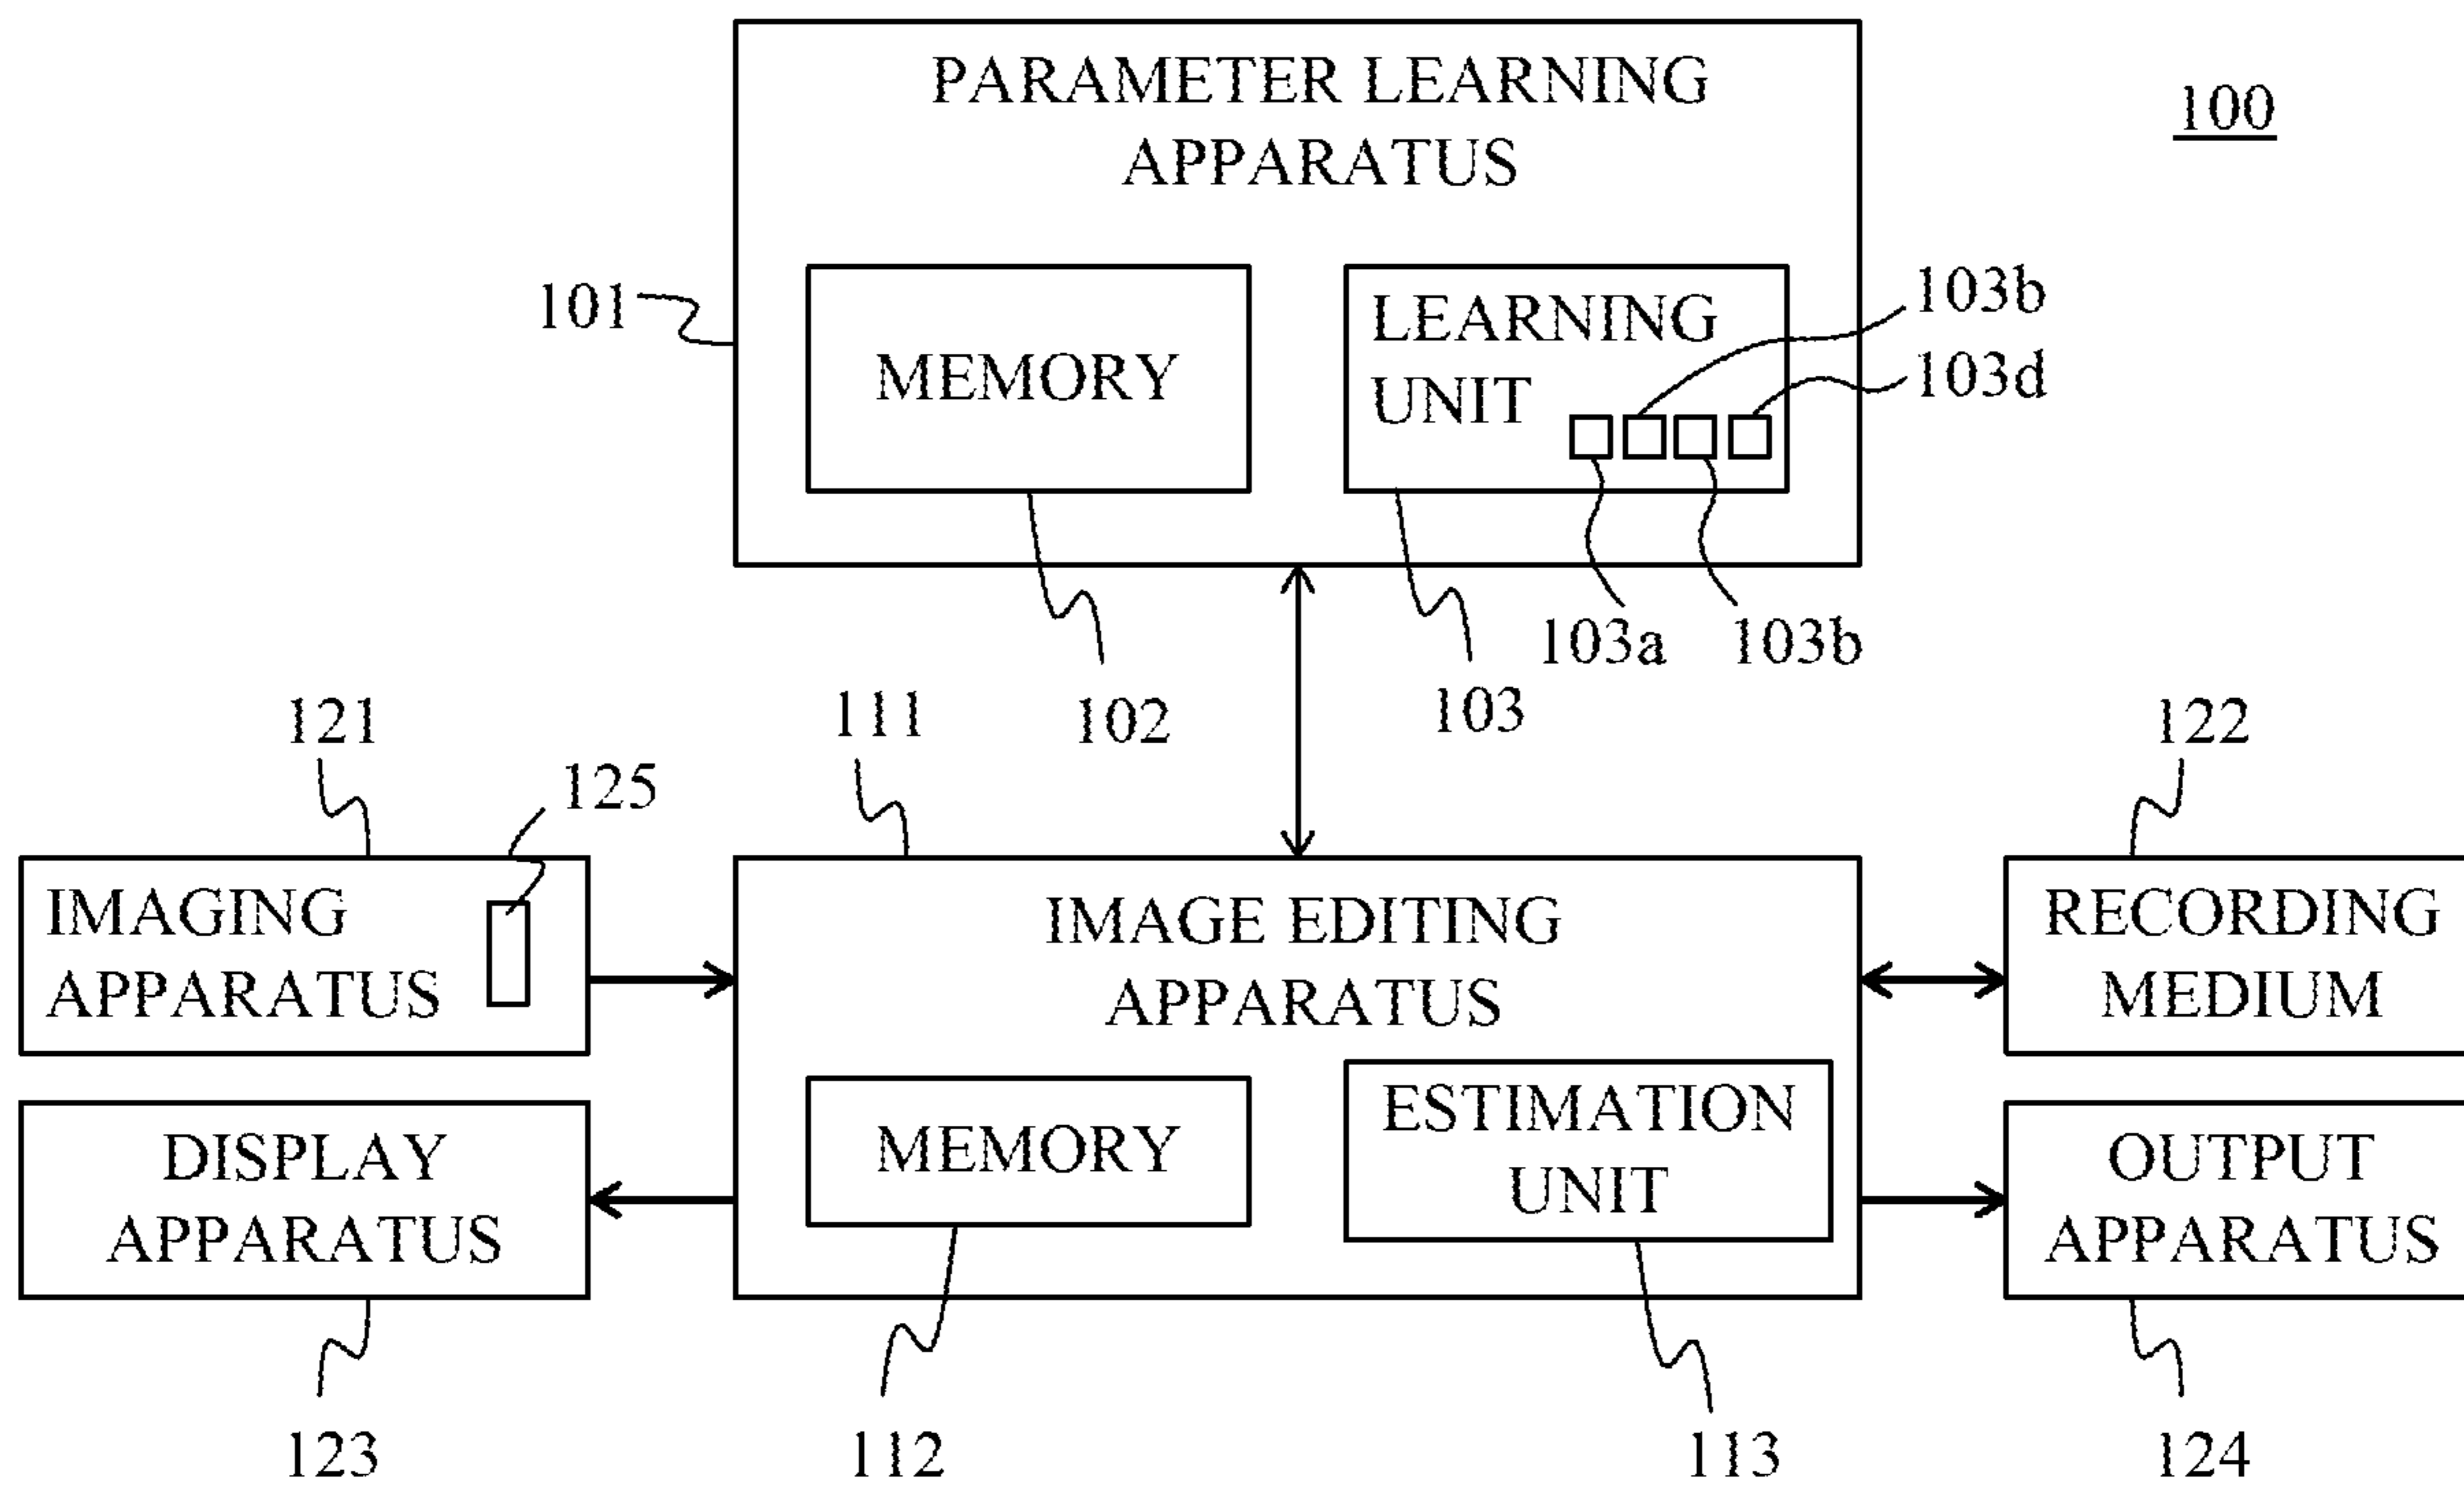 PARAMETER LEARNING
APPARATUS
100
101
MEMORY
LEARNING
UNIT
103b
103d
103a
103b
102
103
121
125
111
122
IMAGING
APPARATUS
IMAGE EDITING
APPARATUS
RECORDING
MEDIUM
DISPLAY
APPARATUS
MEMORY
ESTIMATION
UNIT
OUTPUT
APPARATUS
123
112
113
124